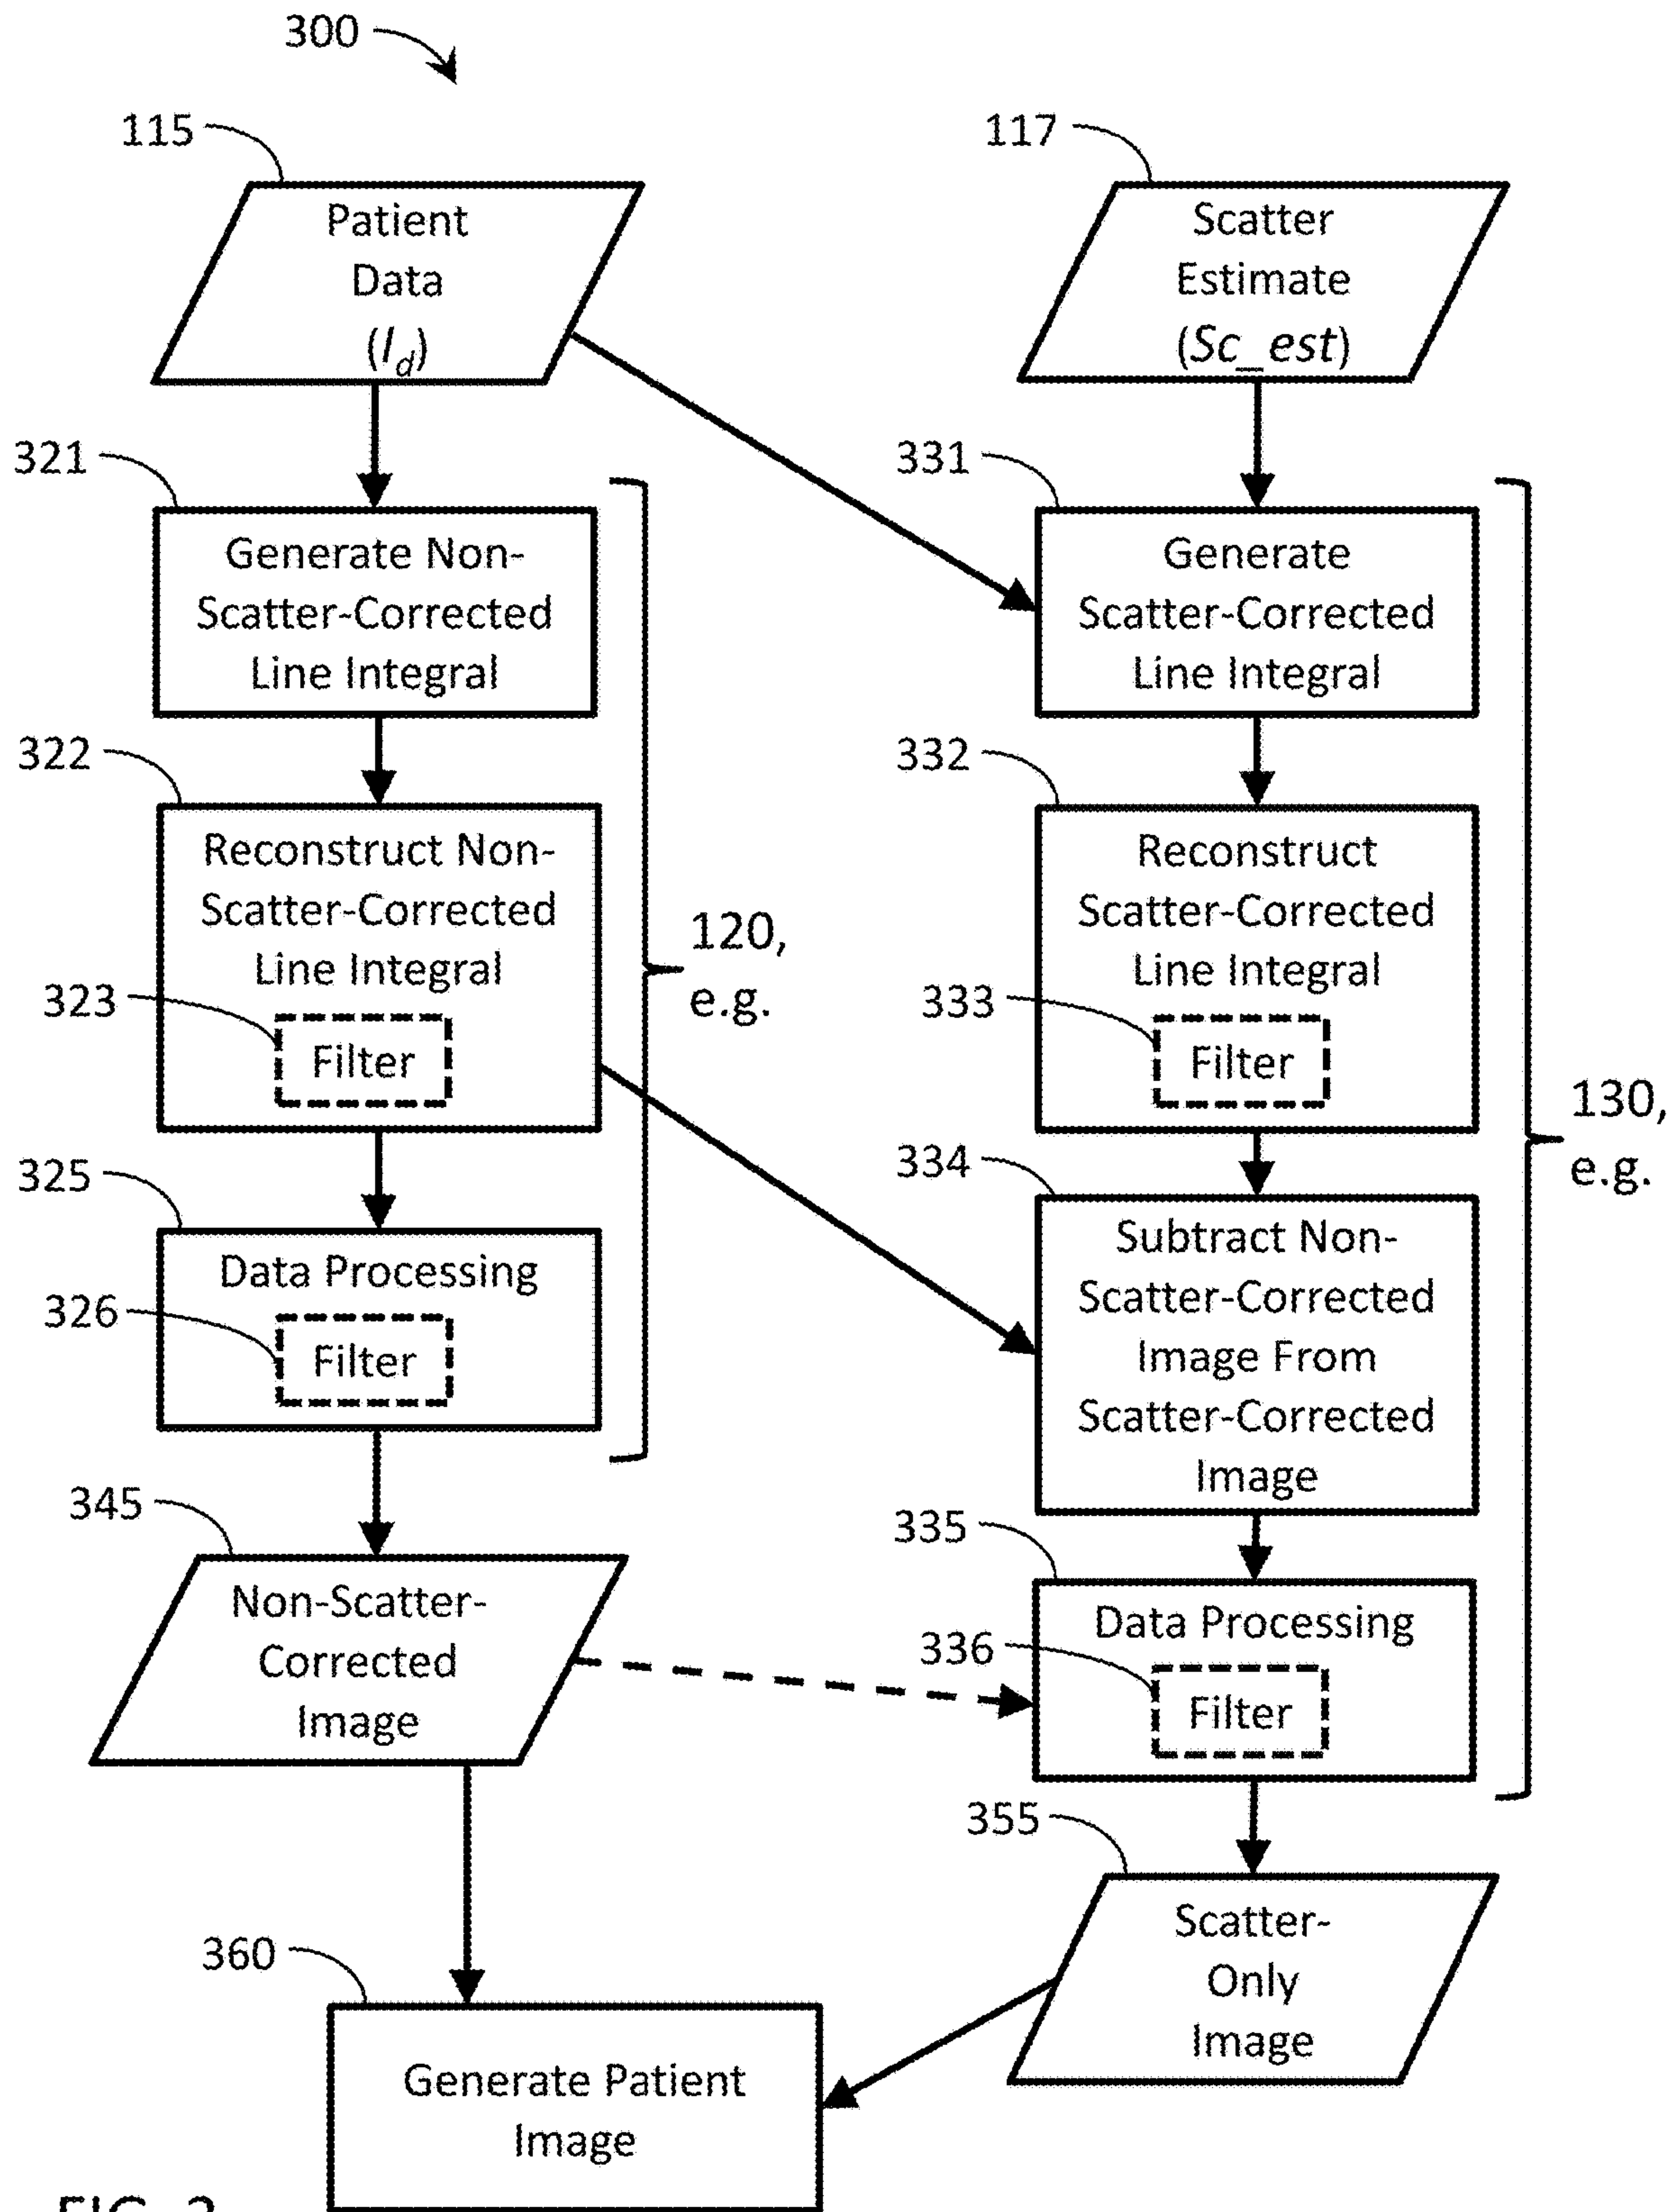 300
115
Patient
Data
(I_d)
117
Scatter
Estimate
(Sc_est)
321
Generate Non-
Scatter-Corrected
Line Integral
331
Generate
Scatter-Corrected
Line Integral
322
Reconstruct Non-
Scatter-Corrected
Line Integral
323
Filter
120,
e.g.
332
Reconstruct
Scatter-Corrected
Line Integral
333
Filter
130,
e.g.
325
Data Processing
326
Filter
334
Subtract Non-
Scatter-Corrected
Image From
Scatter-Corrected
Image
345
Non-Scatter-
Corrected
Image
335
Data Processing
336
Filter
355
Scatter-
Only
Image
360
Generate Patient
Image